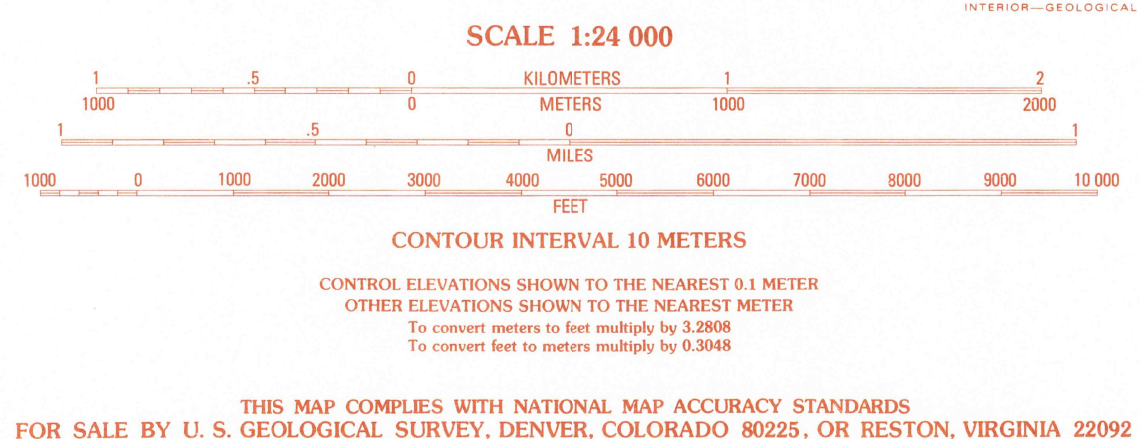 INTERIOR—GEOLOGICAL
SCALE 1:24 000
1 .5 0 KILOMETERS 1 2
1000 0 METERS 1000 2000
1 .5 0 1
MILES
1000 0 1000 2000 3000 4000 5000 6000 7000 8000 9000 10 000
FEET
CONTOUR INTERVAL 10 METERS
CONTROL ELEVATIONS SHOWN TO THE NEAREST 0.1 METER
OTHER ELEVATIONS SHOWN TO THE NEAREST METER
To convert meters to feet multiply by 3.2808
To convert feet to meters multiply by 0.3048
THIS MAP COMPLIES WITH NATIONAL MAP ACCURACY STANDARDS
FOR SALE BY U. S. GEOLOGICAL SURVEY, DENVER, COLORADO 80225, OR RESTON, VIRGINIA 22092